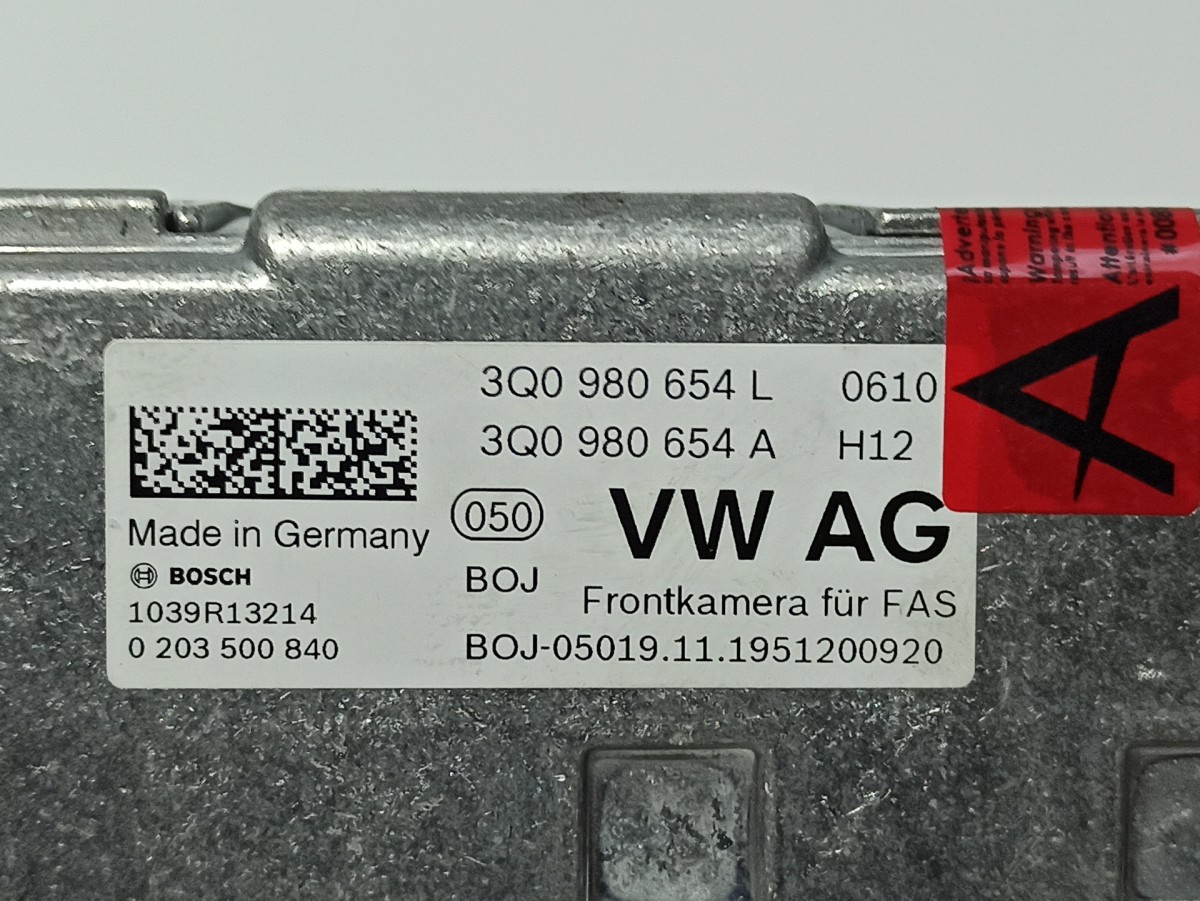 3Q0 980 654 L 0610
3Q0 980 654 A H12
050 VW AG
Made in Germany
BOSCH BOJ
Frontkamera für FAS
1039R13214
0 203 500 840 BOJ-05019.11.1951200920
Warning
A